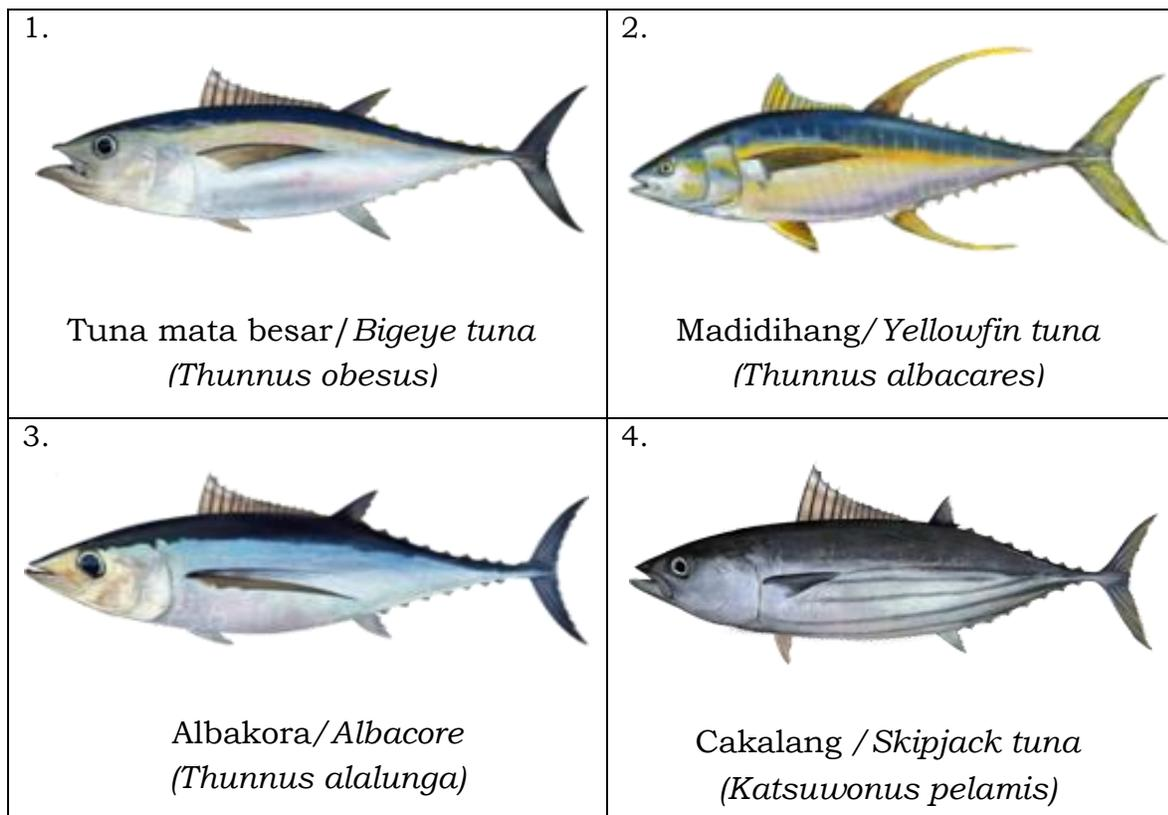 1.
Tuna mata besar/Bigeye tuna
(Thunnus obesus)
2.
Madidihang/Yellowfin tuna
(Thunnus albacares)
3.
Albakora/Albacore
(Thunnus alalunga)
4.
Cakalang /Skipjack tuna
(Katsuwonus pelamis)